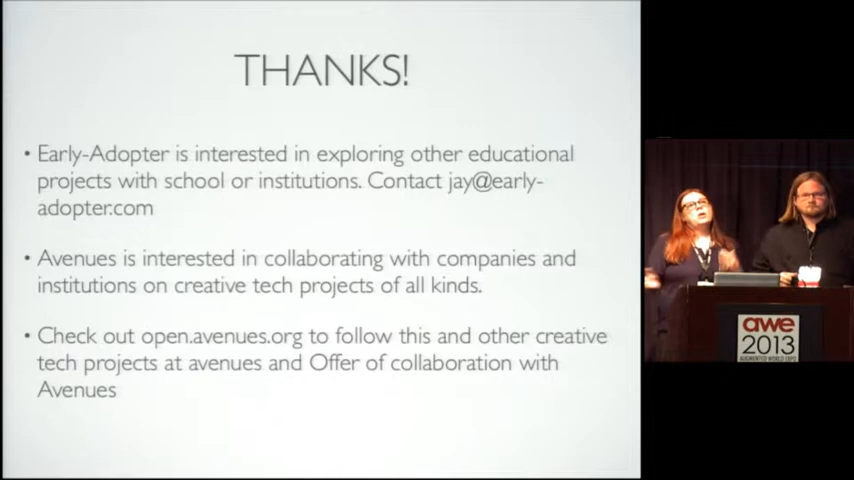 THANKS!
• Early-Adopter is interested in exploring other educational
projects with school or institutions. Contact jay@early-
adopter.com
• Avenues is interested in collaborating with companies and
institutions on creative tech projects of all kinds.
• Check out open.avenues.org to follow this and other creative
tech projects at avenues and Offer of collaboration with
Avenues
awe
2013
AUGMENTED WORLD EXPO